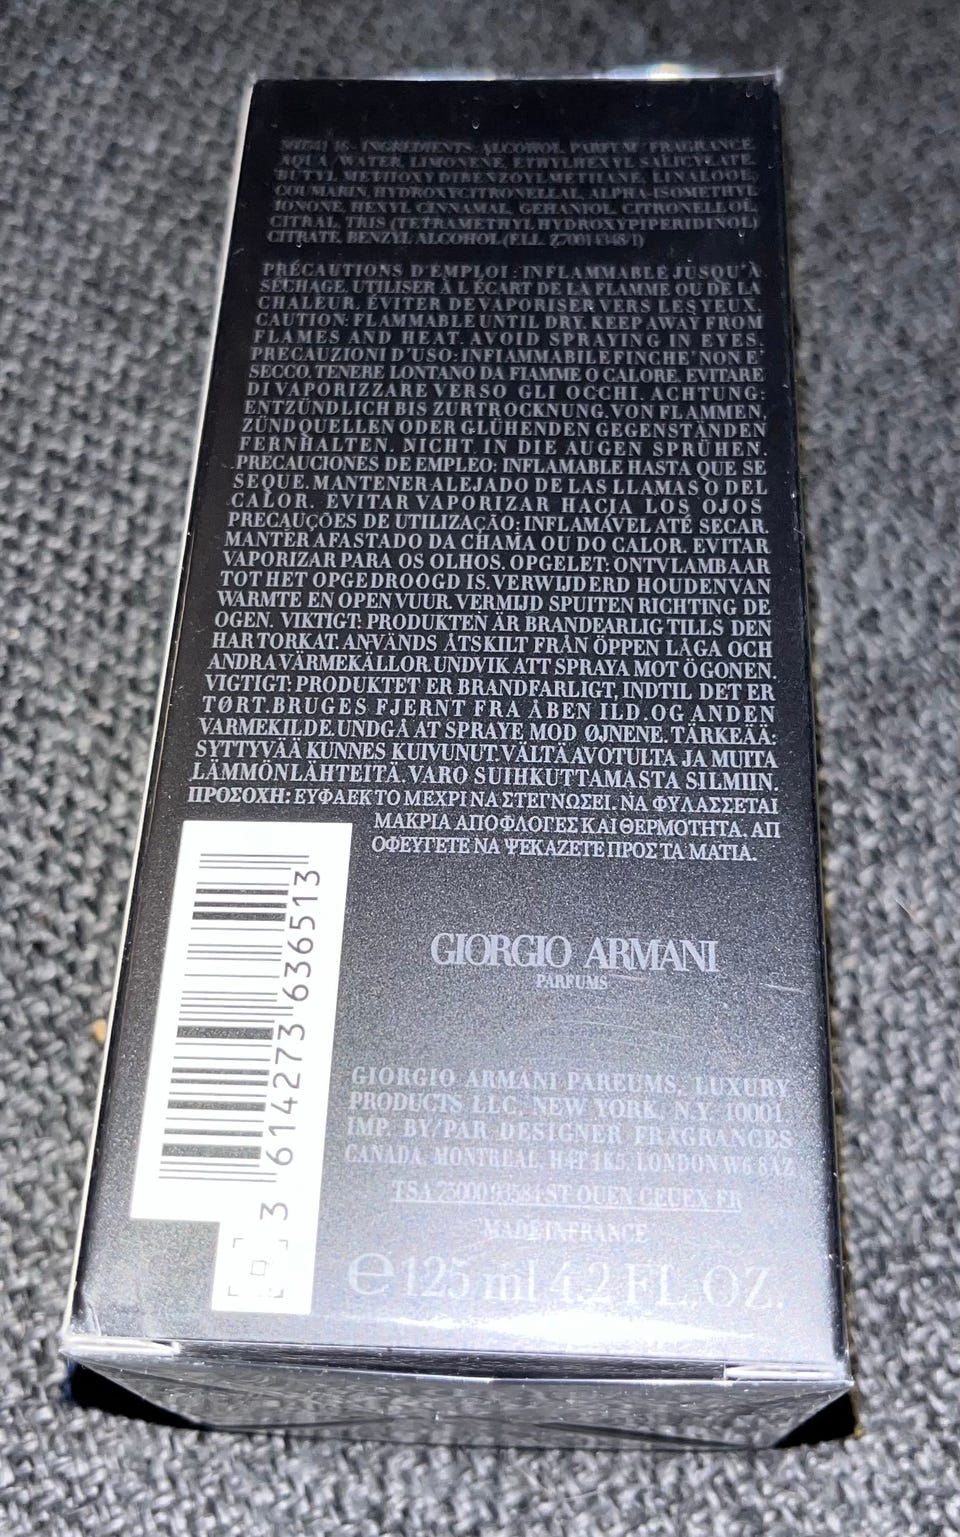 16 - INGREDIENTS: ALCOHOL, PARFUM / FRAGRANCE,
AQUA / WATER, LIMONENE, ETHYLHEXYL SALICYLATE,
BUTYL METHOXYDIBENZOYLMETHANE, LINALOOL,
COUMARIN, HYDROXYCITRONELLAL, ALPHA-ISOMETHYL
IONONE, HEXYL CINNAMAL, GERANIOL, CITRONELLOL,
CITRAL, TRIS (TETRAMETHYLHYDROXYPIPERIDINOL)
CITRATE, BENZYL ALCOHOL (F.I.L. Z70014348/1)
PRÉCAUTIONS D'EMPLOI : INFLAMMABLE JUSQU'À
SÉCHAGE. UTILISER À L'ÉCART DE LA FLAMME OU DE LA
CHALEUR. ÉVITER DE VAPORISER VERS LES YEUX.
CAUTION: FLAMMABLE UNTIL DRY. KEEP AWAY FROM
FLAMES AND HEAT. AVOID SPRAYING IN EYES.
PRECAUZIONI D'USO: INFIAMMABILE FINCHE' NON E'
SECCO. TENERE LONTANO DA FIAMME O CALORE. EVITARE
DI VAPORIZZARE VERSO GLI OCCHI. ACHTUNG:
ENTZÜNDLICH BIS ZUR TROCKNUNG. VON FLAMMEN,
ZÜNDQUELLEN ODER GLÜHENDEN GEGENSTÄNDEN
FERNHALTEN. NICHT IN DIE AUGEN SPRÜHEN.
PRECAUCIONES DE EMPLEO: INFLAMABLE HASTA QUE SE
SEQUE. MANTENER ALEJADO DE LAS LLAMAS O DEL
CALOR. EVITAR VAPORIZAR HACIA LOS OJOS
PRECAUÇÕES DE UTILIZAÇÃO: INFLAMÁVEL ATÉ SECAR.
MANTER AFASTADO DA CHAMA OU DO CALOR. EVITAR
VAPORIZAR PARA OS OLHOS. OPGELET: ONTVLAMBAAR
TOT HET OPGEDROOGD IS. VERWIJDERD HOUDEN VAN
WARMTE EN OPEN VUUR. VERMIJD SPUITEN RICHTING DE
OGEN. VIKTIGT: PRODUKTEN ÄR BRANDFARLIG TILLS DEN
HAR TORKAT. ANVÄNDS ÅTSKILT FRÅN ÖPPEN LÅGA OCH
ANDRA VÄRMEKÄLLOR. UNDVIK ATT SPRAYA MOT ÖGONEN.
VIGTIGT: PRODUKTET ER BRANDFARLIGT, INDTIL DET ER
TØRT. BRUGES FJERNT FRA ÅBEN ILD. OG ANDEN
VARMEKILDE. UNDGÅ AT SPRAYE MOD ØJNENE. TÄRKEÄÄ:
SYTTYVÄÄ KUNNES KUIVUNUT. VÄLTÄ AVOTULTA JA MUITA
LÄMMÖNLÄHTEITÄ. VARO SUIHKUTTAMASTA SILMIIN.
ΠΡΟΣΟΧΗ: ΕΥΦΛΕΚΤΟ ΜΕΧΡΙ ΝΑ ΣΤΕΓΝΩΣΕΙ. ΝΑ ΦΥΛΑΣΣΕΤΑΙ
ΜΑΚΡΙΑ ΑΠΟ ΦΛΟΓΕΣ ΚΑΙ ΘΕΡΜΟΤΗΤΑ. ΑΠ
ΟΦΕΥΓΕΤΕ ΝΑ ΨΕΚΑΖΕΤΕ ΠΡΟΣ ΤΑ ΜΑΤΙΑ.
3 614273 636513
GIORGIO ARMANI
PARFUMS
GIORGIO ARMANI PARFUMS, LUXURY
PRODUCTS LLC, NEW YORK, N.Y. 10001.
IMP. BY/PAR DESIGNER FRAGRANCES
CANADA, MONTREAL, H4T 1K5. LONDON W6 8AZ
TSA 75000 93584 ST OUEN CEDEX FR
MADE IN FRANCE
℮ 125 ml 4.2 FL. OZ.